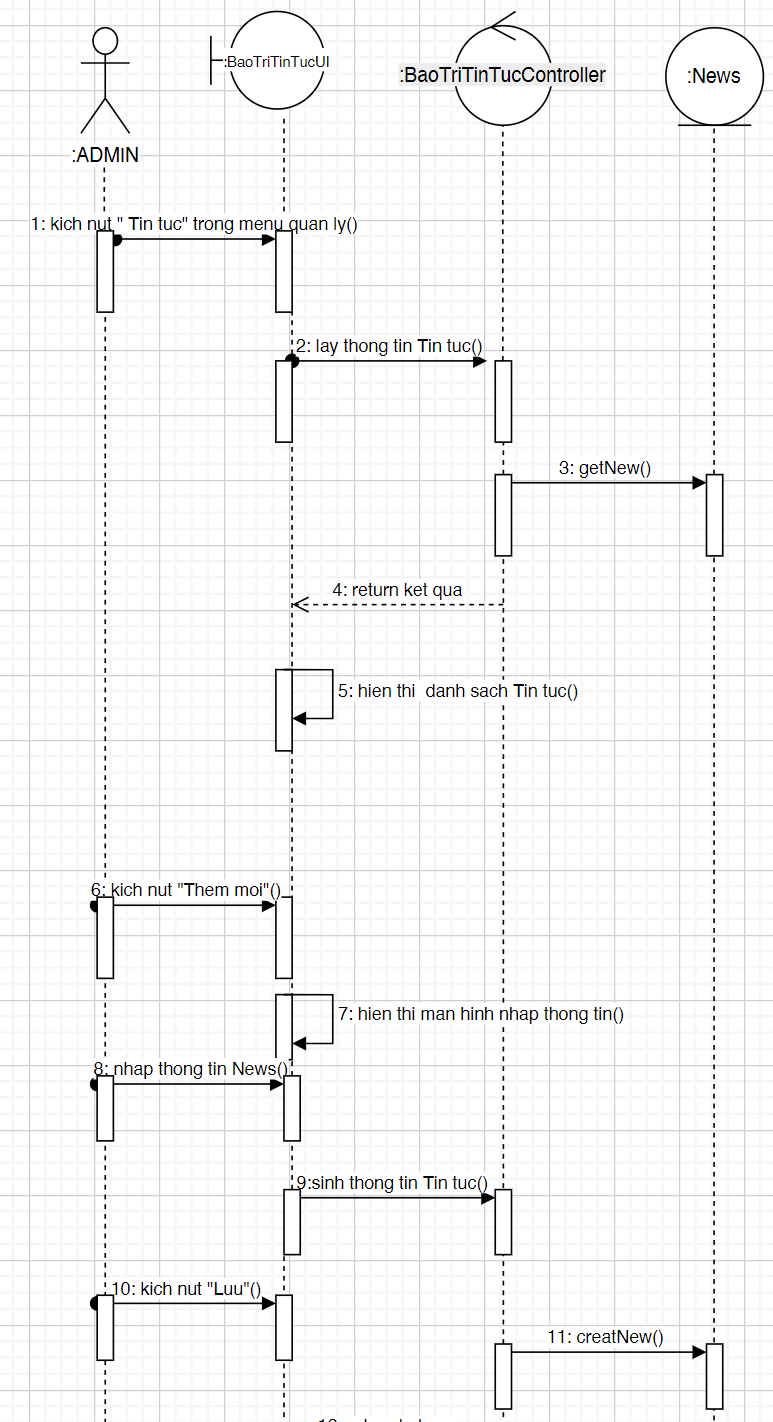 :BaoTriTinTucUI
:BaoTriTinTucController
:News
:ADMIN
1: kich nut " Tin tuc" trong menu quan ly()
2: lay thong tin Tin tuc()
3: getNew()
4: return ket qua
5: hien thi  danh sach Tin tuc()
6: kich nut "Them moi"()
7: hien thi man hinh nhap thong tin()
8: nhap thong tin News()
9:sinh thong tin Tin tuc()
10: kich nut "Luu"()
11: creatNew()